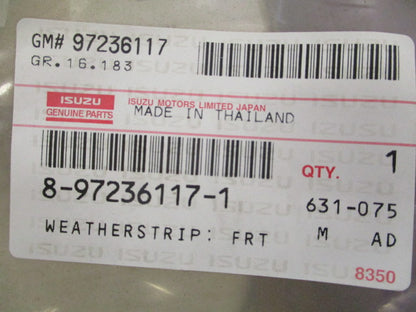 GM# 97236117
GR.16.183
ISUZU
GENUINE PARTS
ISUZU MOTORS LIMITED JAPAN
MADE IN THAILAND
QTY. 1
8-97236117-1
631-075
WEATHERSTRIP: FRT M AD
8350